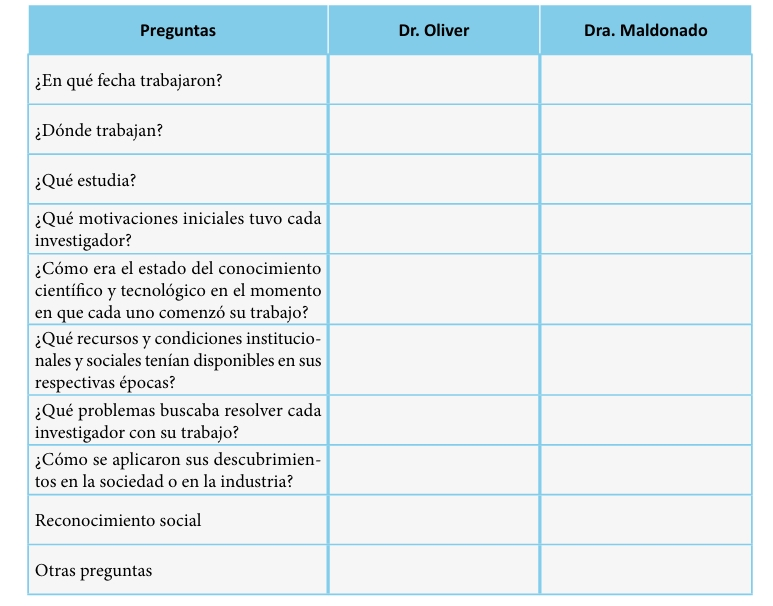 Preguntas
Dr. Oliver
Dra. Maldonado
¿En qué fecha trabajaron?
¿Dónde trabajan?
¿Qué estudia?
¿Qué motivaciones iniciales tuvo cada
investigador?
¿Cómo era el estado del conocimiento
científico y tecnológico en el momento
en que cada uno comenzó su trabajo?
¿Qué recursos y condiciones institucio-
nales y sociales tenían disponibles en sus
respectivas épocas?
¿Qué problemas buscaba resolver cada
investigador con su trabajo?
¿Cómo se aplicaron sus descubrimien-
tos en la sociedad o en la industria?
Reconocimiento social
Otras preguntas